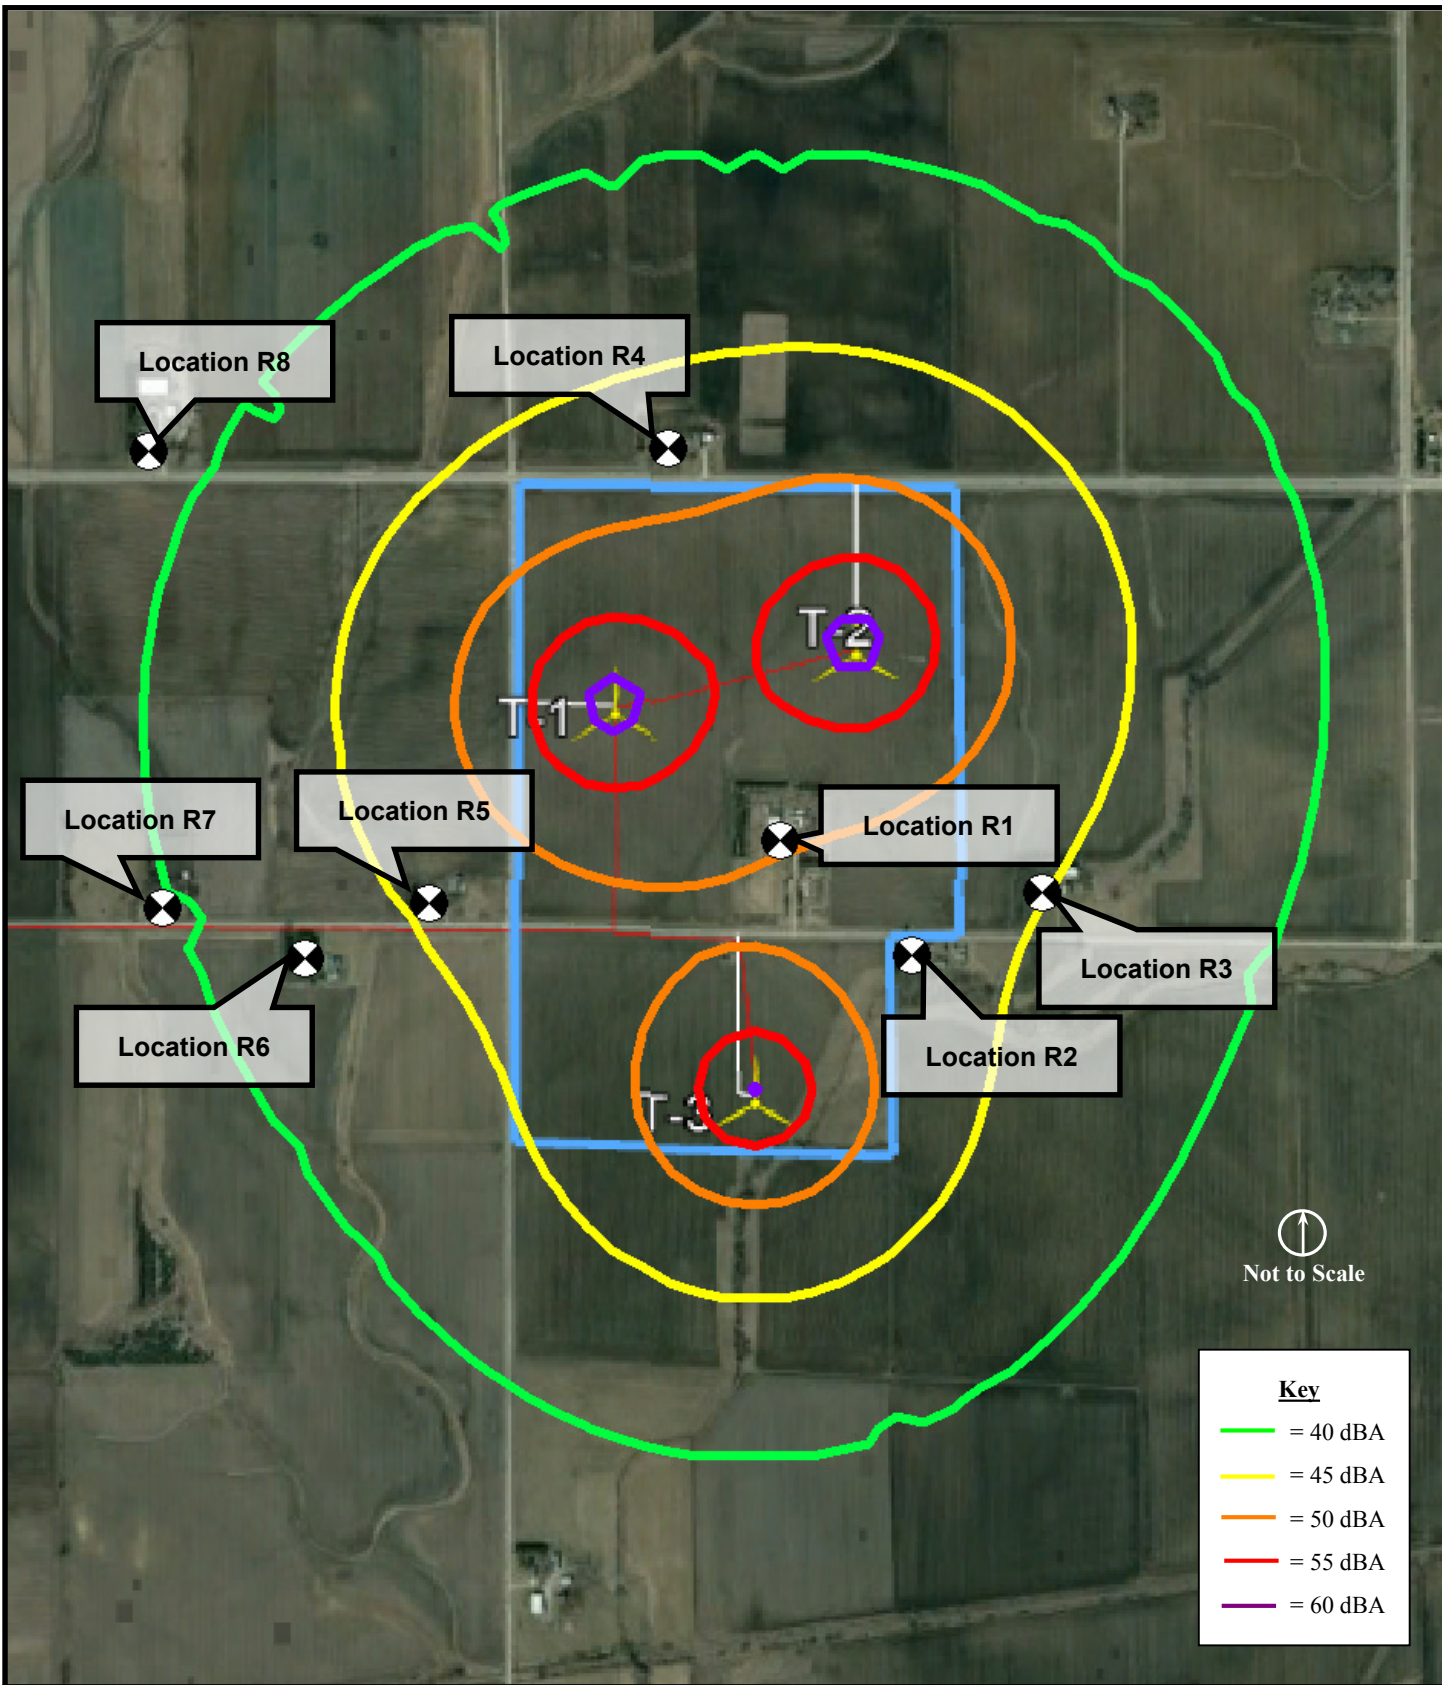 Location R8
Location R4
T-2
T-1
Location R7
Location R5
Location R1
Location R3
Location R6
Location R2
T-3
Not to Scale
Key
= 40 dBA
= 45 dBA
= 50 dBA
= 55 dBA
= 60 dBA